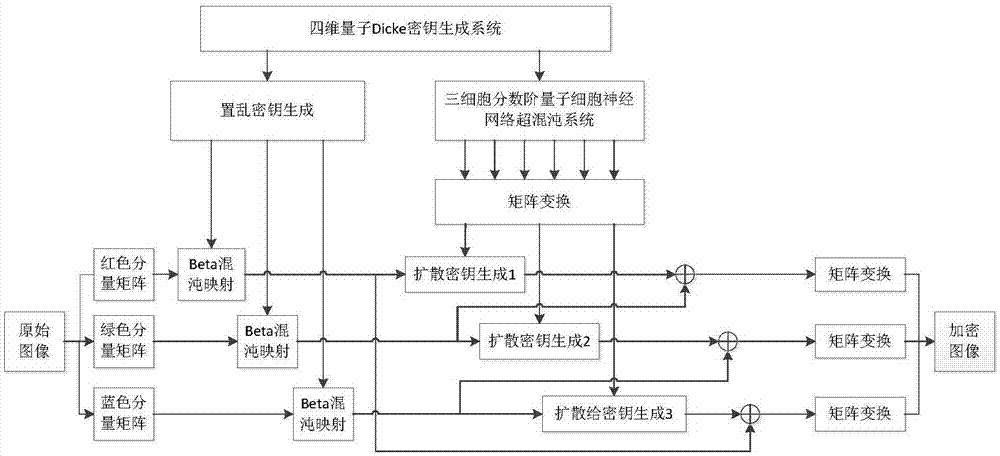 四维量子Dicke密钥生成系统
置乱密钥生成
三细胞分数阶量子细胞神经
网络超混沌系统
矩阵变换
红色分
量矩阵
Beta混
沌映射
扩散密钥生成1
矩阵变换
原始
图像
绿色分
量矩阵
Beta混
沌映射
扩散密钥生成2
矩阵变换
加密
图像
蓝色分
量矩阵
Beta混
沌映射
扩散给密钥生成3
矩阵变换